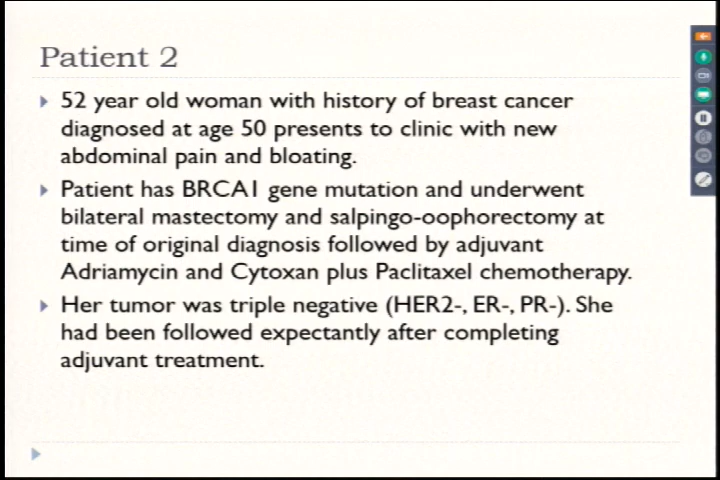 Patient 2
52 year old woman with history of breast cancer
diagnosed at age 50 presents to clinic with new
abdominal pain and bloating.
Patient has BRCA1 gene mutation and underwent
bilateral mastectomy and salpingo-oophorectomy at
time of original diagnosis followed by adjuvant
Adriamycin and Cytoxan plus Paclitaxel chemotherapy.
Her tumor was triple negative (HER2-, ER-, PR-). She
had been followed expectantly after completing
adjuvant treatment.